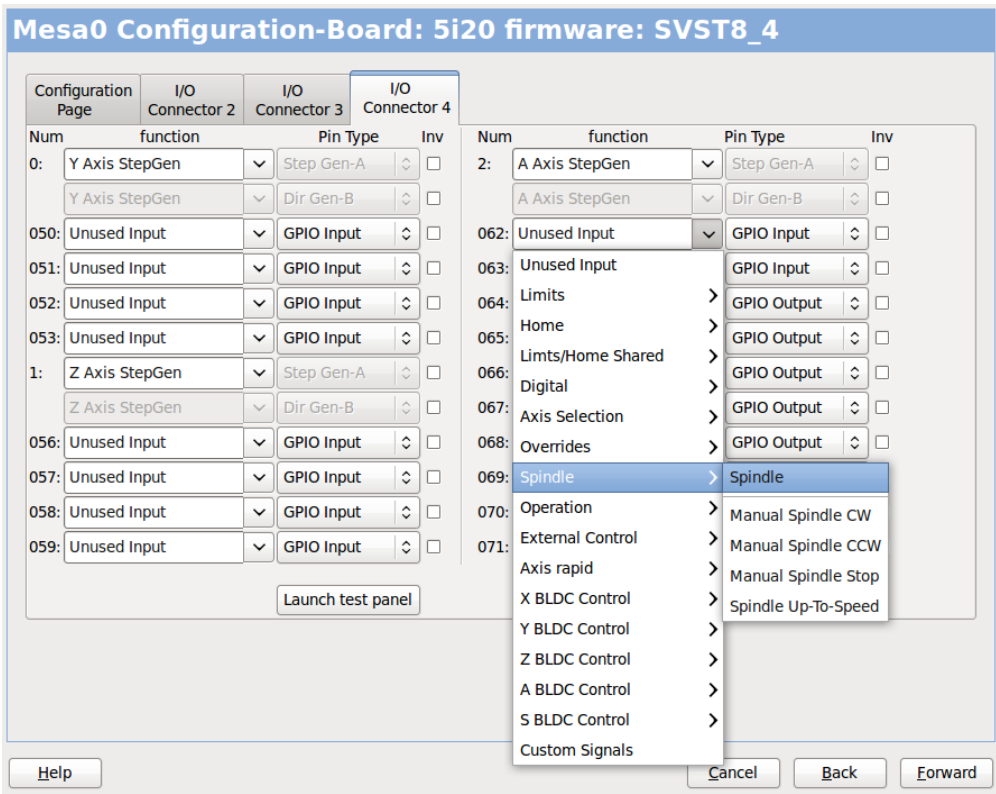 Mesa0 Configuration-Board: 5i20 firmware: SVST8_4
Configuration Page
I/O Connector 2
I/O Connector 3
I/O Connector 4
Num function Pin Type Inv
0: Y Axis StepGen Step Gen-A
Y Axis StepGen Dir Gen-B
050: Unused Input GPIO Input
051: Unused Input GPIO Input
052: Unused Input GPIO Input
053: Unused Input GPIO Input
1: Z Axis StepGen Step Gen-A
Z Axis StepGen Dir Gen-B
056: Unused Input GPIO Input
057: Unused Input GPIO Input
058: Unused Input GPIO Input
059: Unused Input GPIO Input
Launch test panel
Num function Pin Type Inv
2: A Axis StepGen Step Gen-A
A Axis StepGen Dir Gen-B
062: Unused Input GPIO Input
063: GPIO Input
064: GPIO Output
065: GPIO Output
066: GPIO Output
067: GPIO Output
068: GPIO Output
069:
070:
071:
Unused Input
Limits
Home
Limts/Home Shared
Digital
Axis Selection
Overrides
Spindle
Operation
External Control
Axis rapid
X BLDC Control
Y BLDC Control
Z BLDC Control
A BLDC Control
S BLDC Control
Custom Signals
Spindle
Manual Spindle CW
Manual Spindle CCW
Manual Spindle Stop
Spindle Up-To-Speed
Help
Cancel
Back
Forward